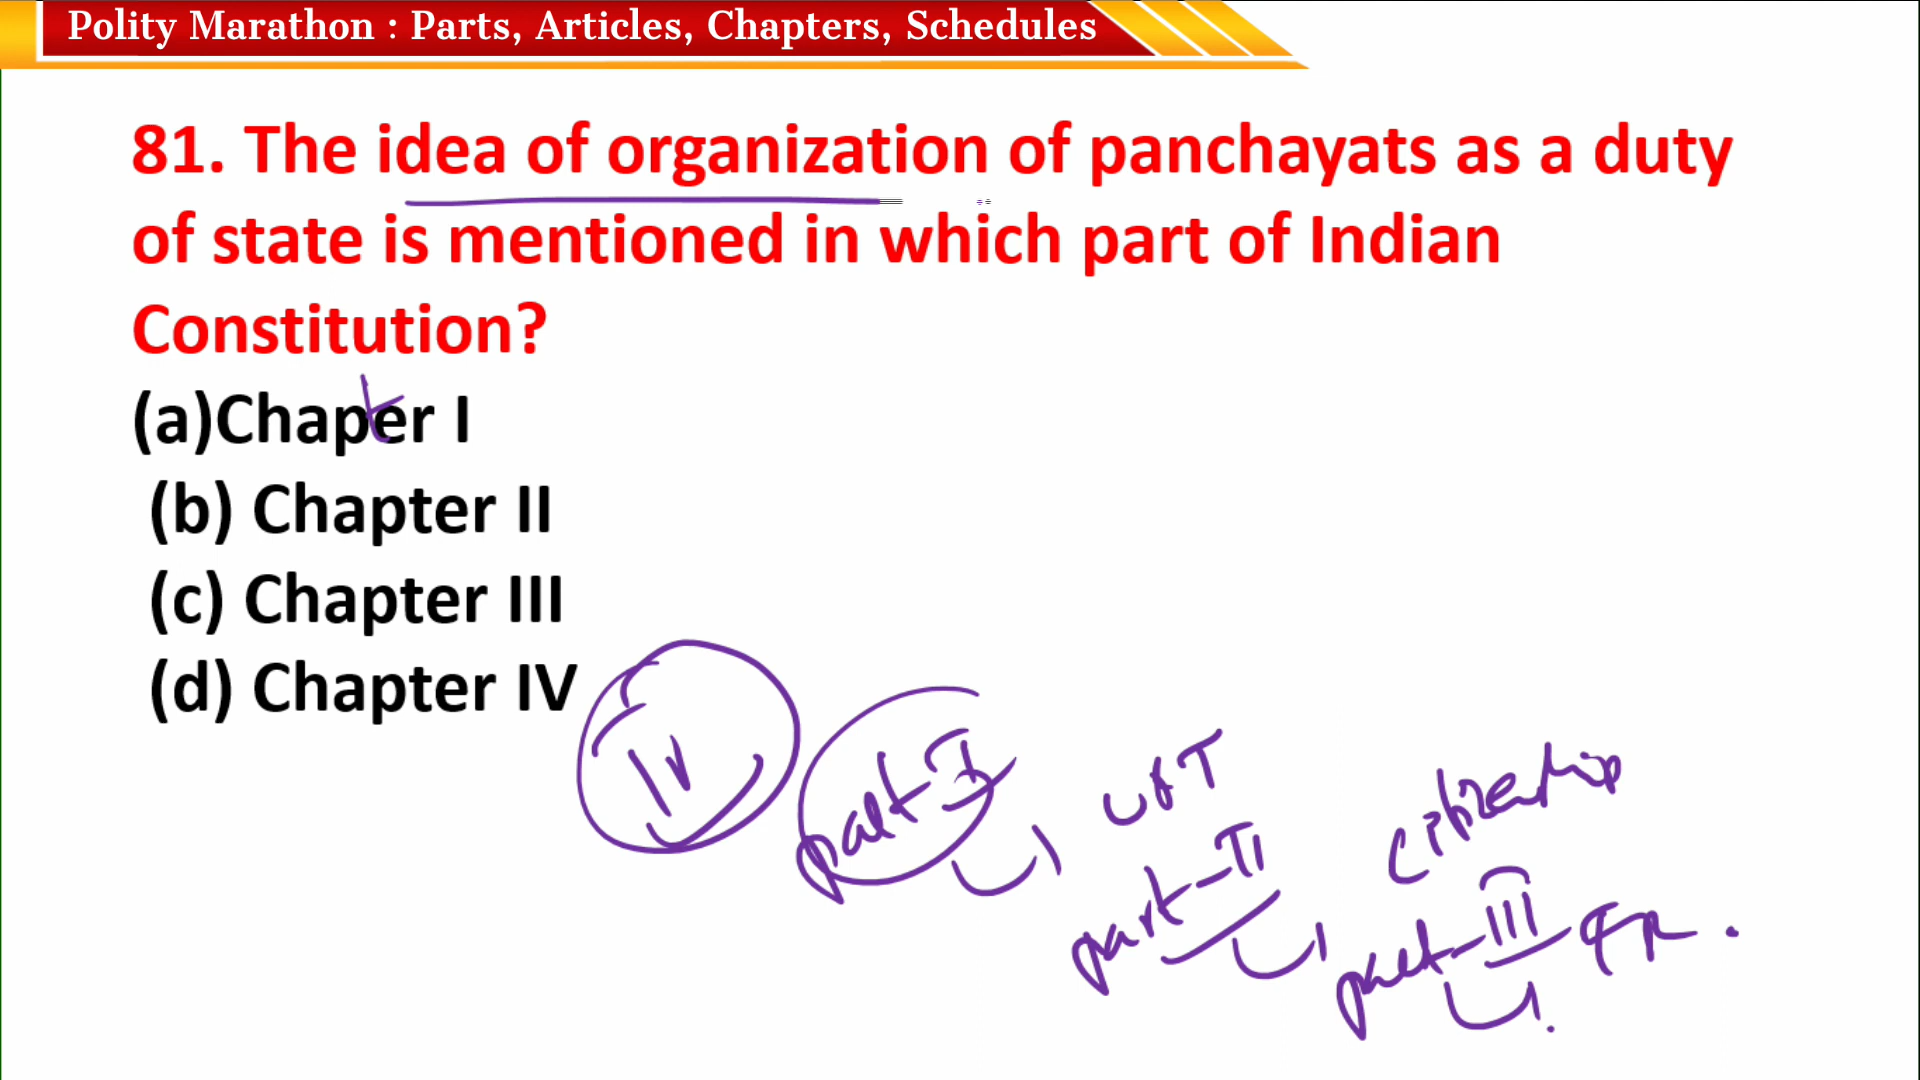 Polity Marathon : Parts, Articles, Chapters, Schedules
81. The idea of organization of panchayats as a duty
of state is mentioned in which part of Indian
Constitution?
(a)Chaper I
t
(b) Chapter II
(c) Chapter III
(d) Chapter IV
IV
part I
U&T
part-II
citizenship
part-III FR.